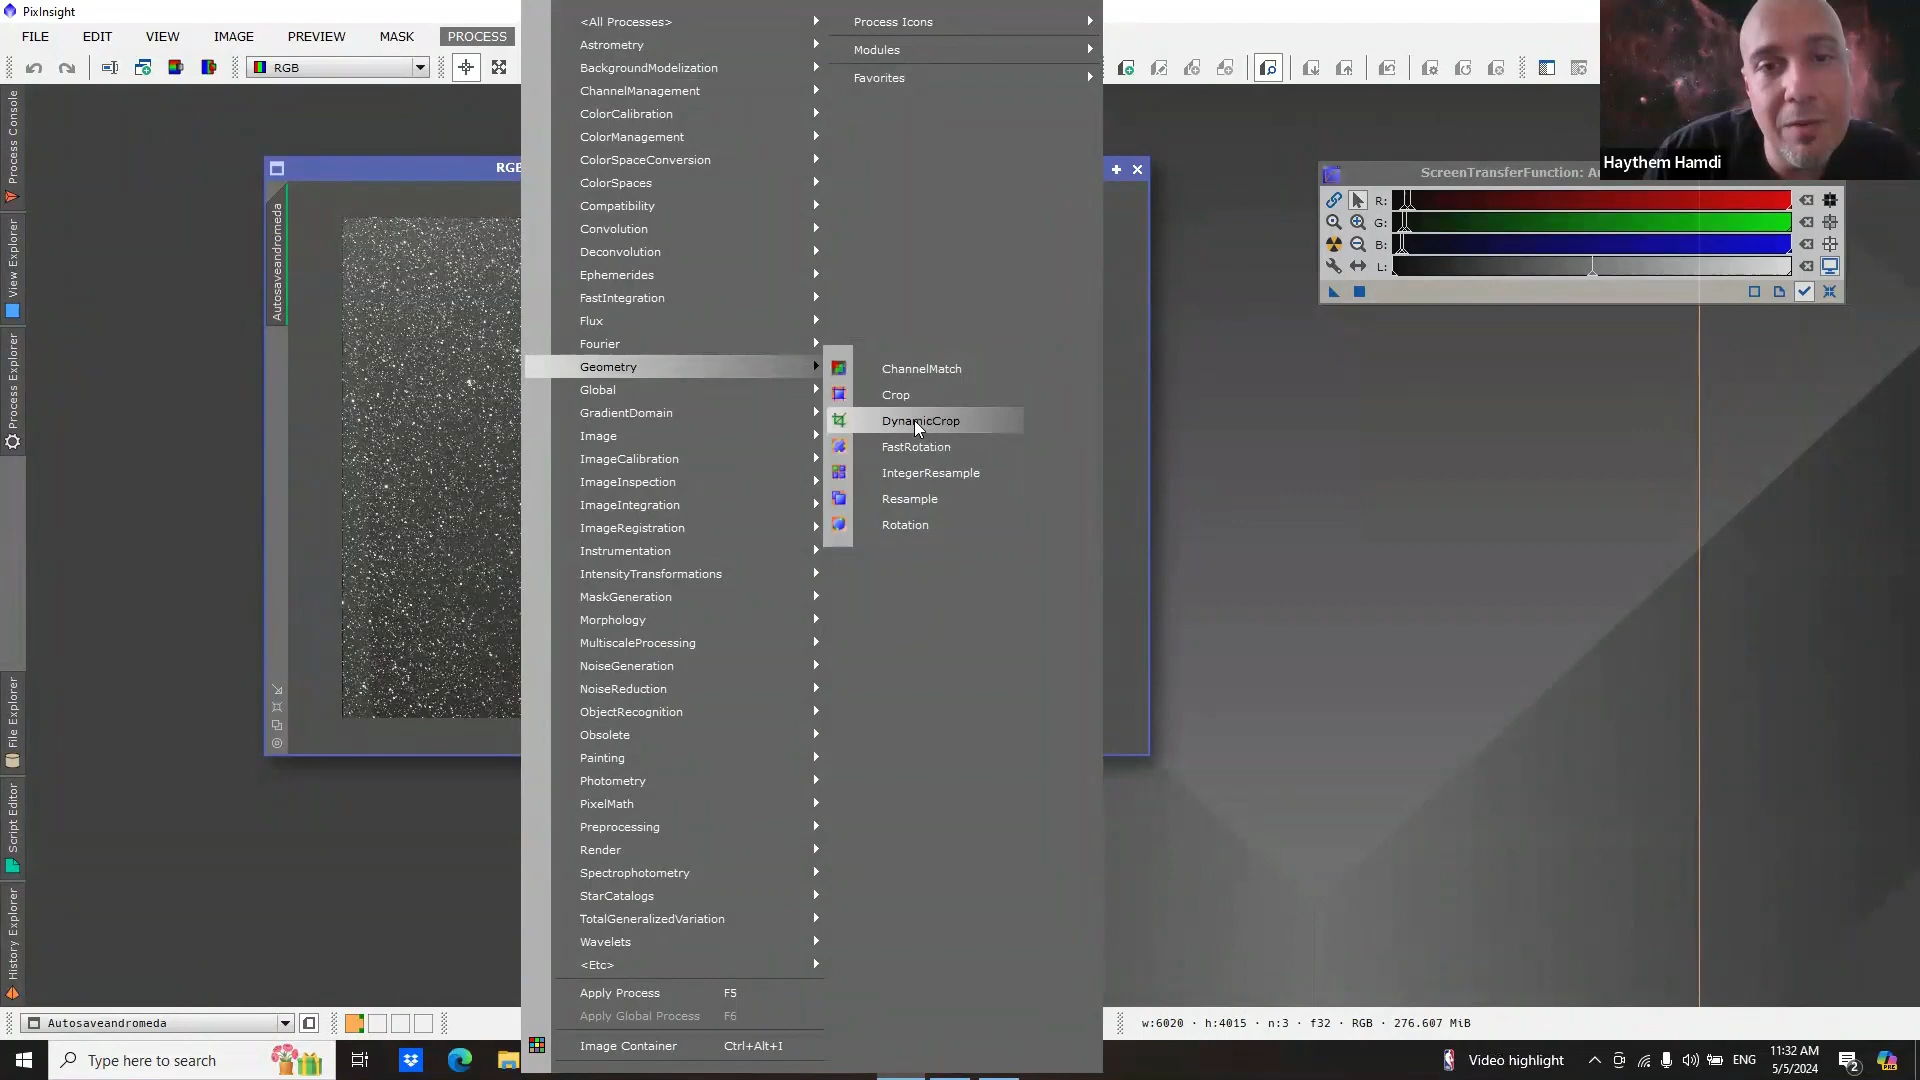 PixInsight
FILE EDIT VIEW IMAGE PREVIEW MASK PROCESS
RGB
Process Console
View Explorer
Process Explorer
File Explorer
Script Editor
History Explorer
RGB
Autosaveandromeda
<All Processes>
Astrometry
BackgroundModelization
ChannelManagement
ColorCalibration
ColorManagement
ColorSpaceConversion
ColorSpaces
Compatibility
Convolution
Deconvolution
Ephemerides
FastIntegration
Flux
Fourier
Geometry
Global
GradientDomain
Image
ImageCalibration
ImageInspection
ImageIntegration
ImageRegistration
Instrumentation
IntensityTransformations
MaskGeneration
Morphology
MultiscaleProcessing
NoiseGeneration
NoiseReduction
ObjectRecognition
Obsolete
Painting
Photometry
PixelMath
Preprocessing
Render
Spectrophotometry
StarCatalogs
TotalGeneralizedVariation
Wavelets
<Etc>
Apply Process F5
Apply Global Process F6
Image Container Ctrl+Alt+I
Process Icons
Modules
Favorites
ChannelMatch
Crop
DynamicCrop
FastRotation
IntegerResample
Resample
Rotation
Haythem Hamdi
ScreenTransferFunction:
R:
G:
B:
L:
Autosaveandromeda
w:6020 · h:4015 · n:3 · f32 · RGB · 276.607 MiB
Type here to search
Video highlight
ENG
11:32 AM
5/5/2024
2